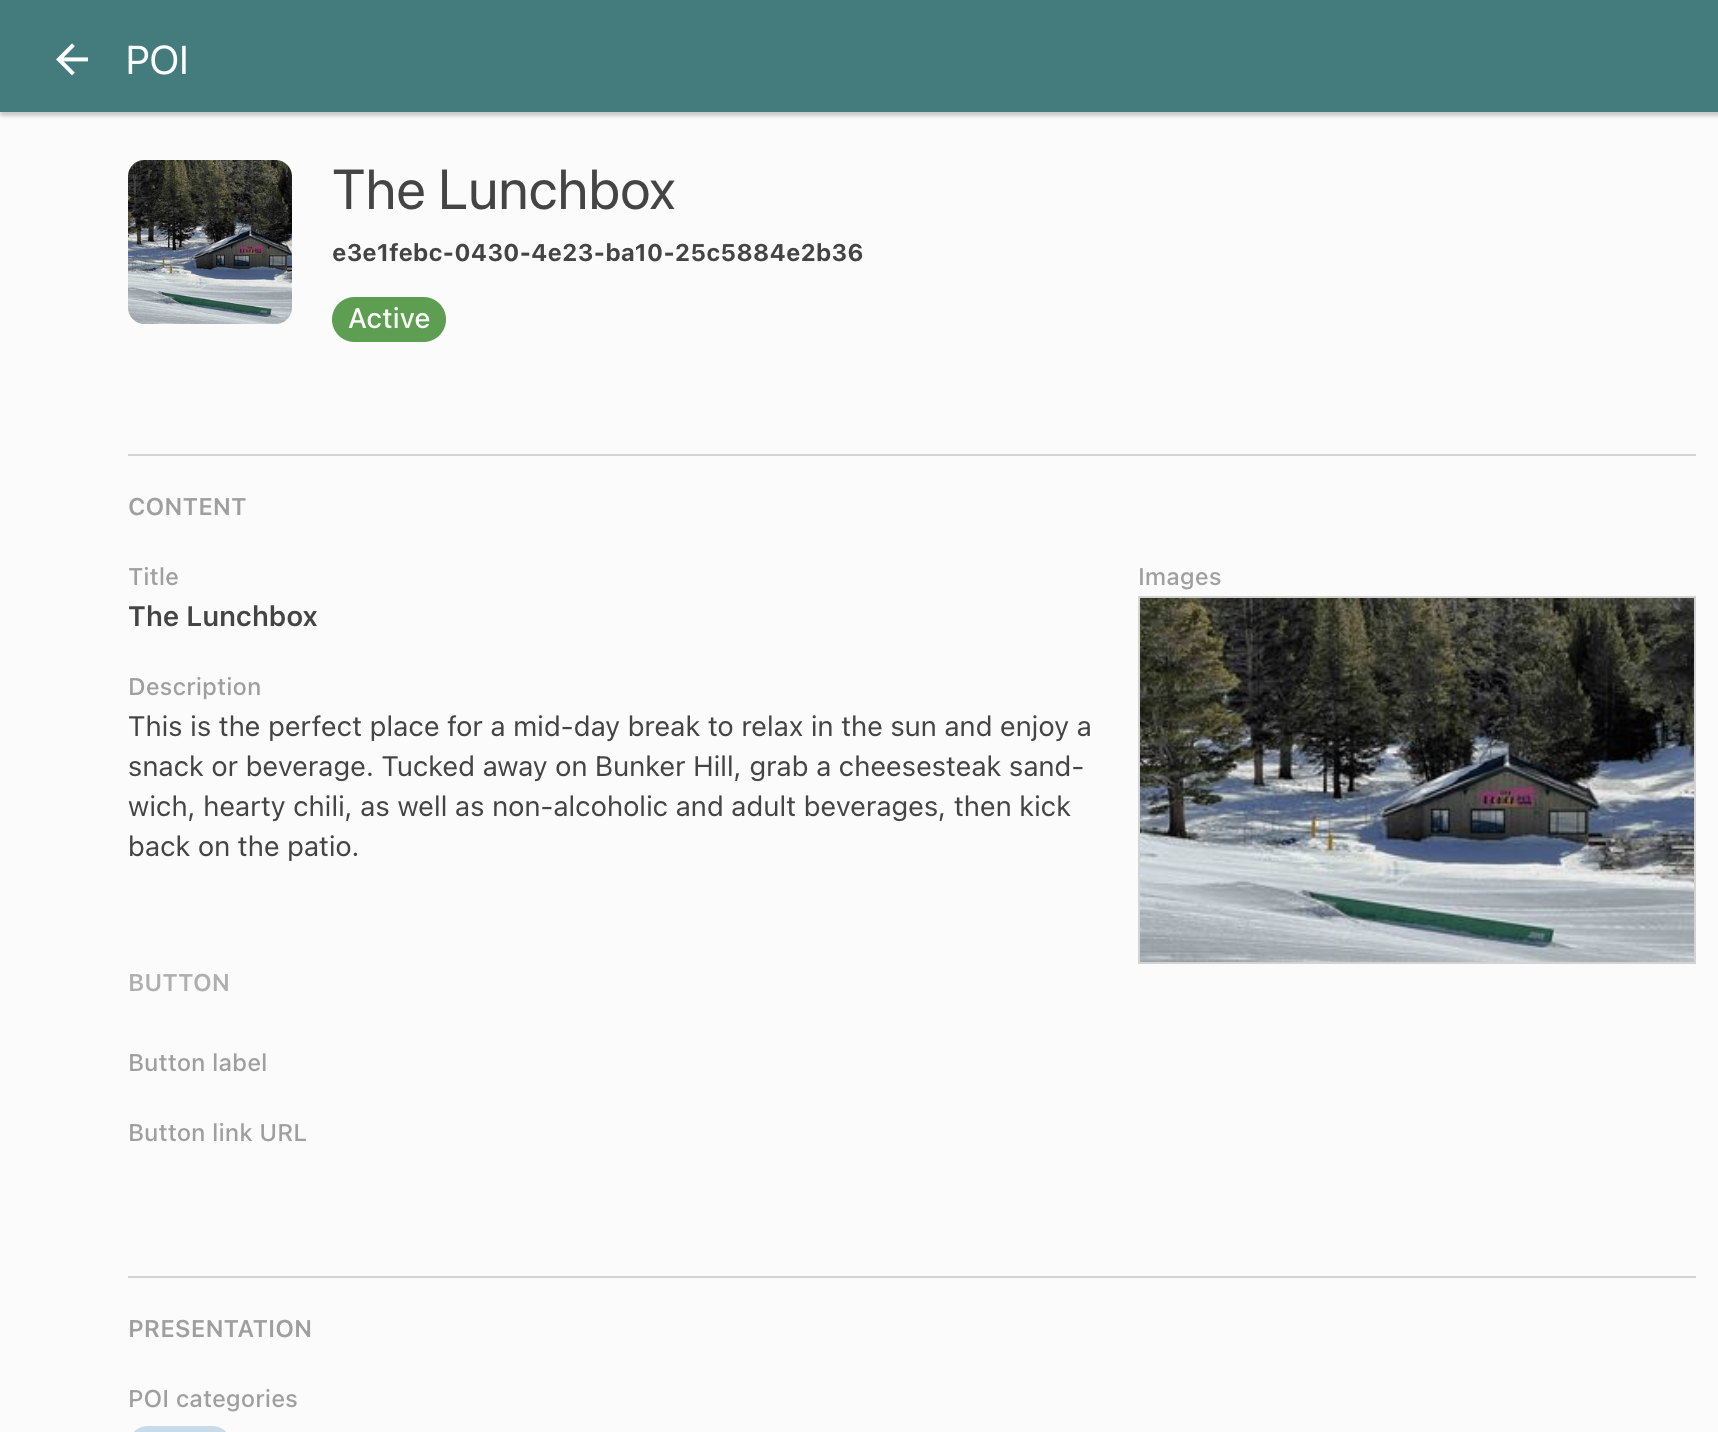 POI
The Lunchbox
e3e1febc-0430-4e23-ba10-25c5884e2b36
Active
CONTENT
Title
The Lunchbox
Description
This is the perfect place for a mid-day break to relax in the sun and enjoy a
snack or beverage. Tucked away on Bunker Hill, grab a cheesesteak sand-
wich, hearty chili, as well as non-alcoholic and adult beverages, then kick
back on the patio.
Images
BUTTON
Button label
Button link URL
PRESENTATION
POI categories